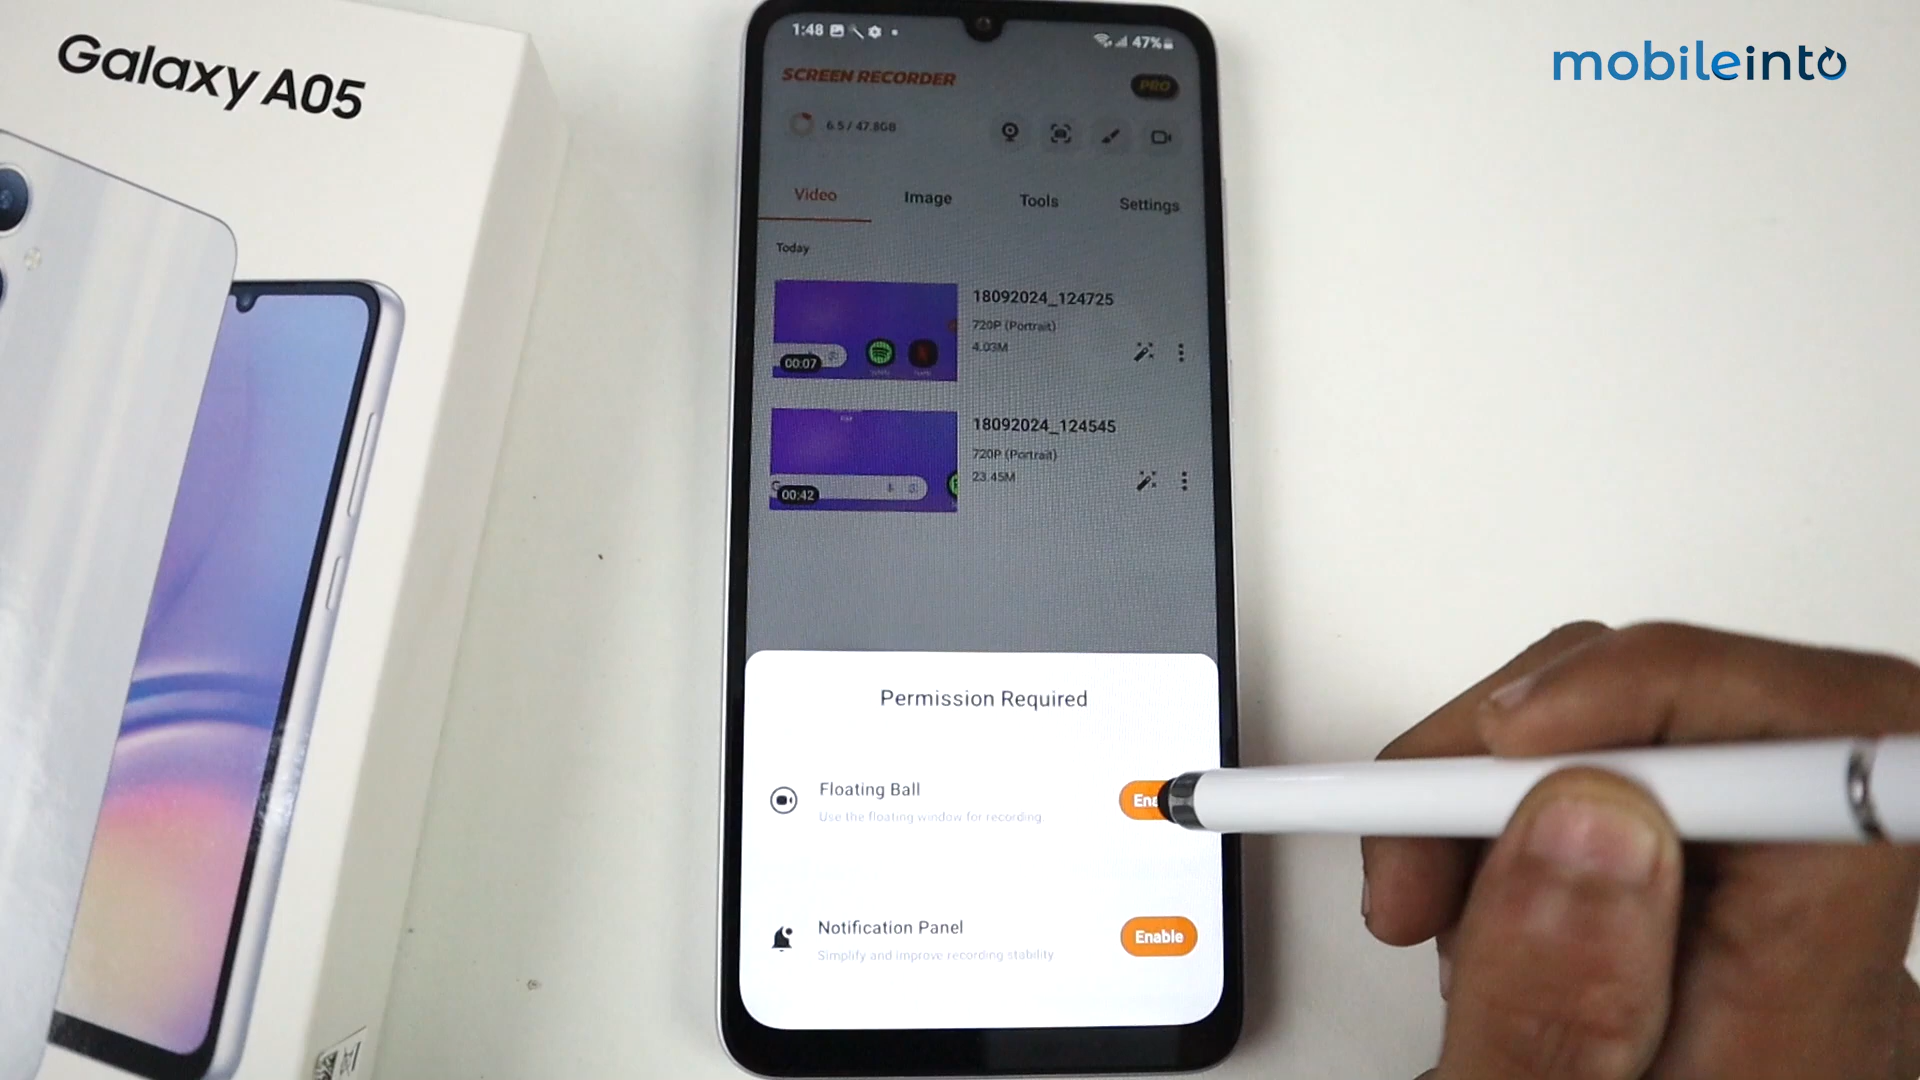 Galaxy A05
mobileinto
1:48
47%
SCREEN RECORDER
PRO
6.5 / 47.8GB
Video
Image
Tools
Settings
Today
18092024_124725
720P (Portrait)
4.03M
00:07
18092024_124545
720P (Portrait)
23.45M
00:42
Permission Required
Floating Ball
Use the floating window for recording
Ena
Notification Panel
Simplify and improve recording stability
Enable